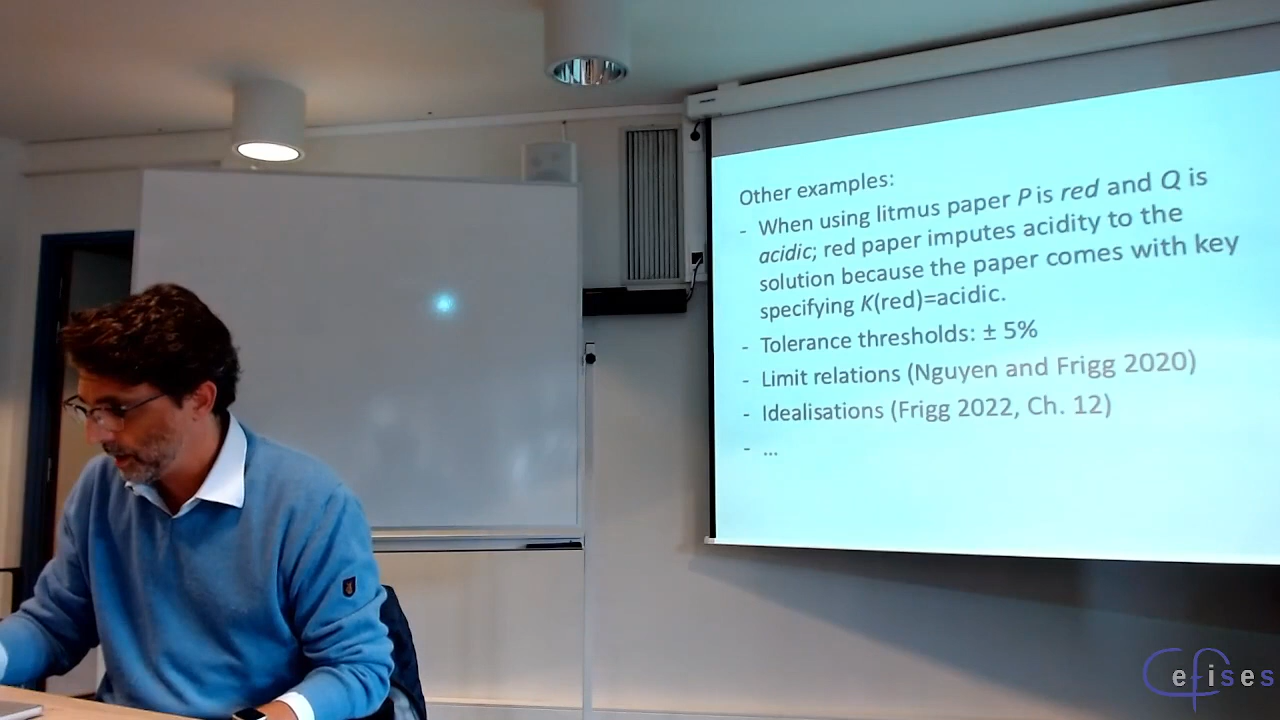 Other examples:
- When using litmus paper P is red and Q is
acidic; red paper imputes acidity to the
solution because the paper comes with key
specifying K(red)=acidic.
- Tolerance thresholds: ± 5%
- Limit relations (Nguyen and Frigg 2020)
- Idealisations (Frigg 2022, Ch. 12)
- ...
Cefises